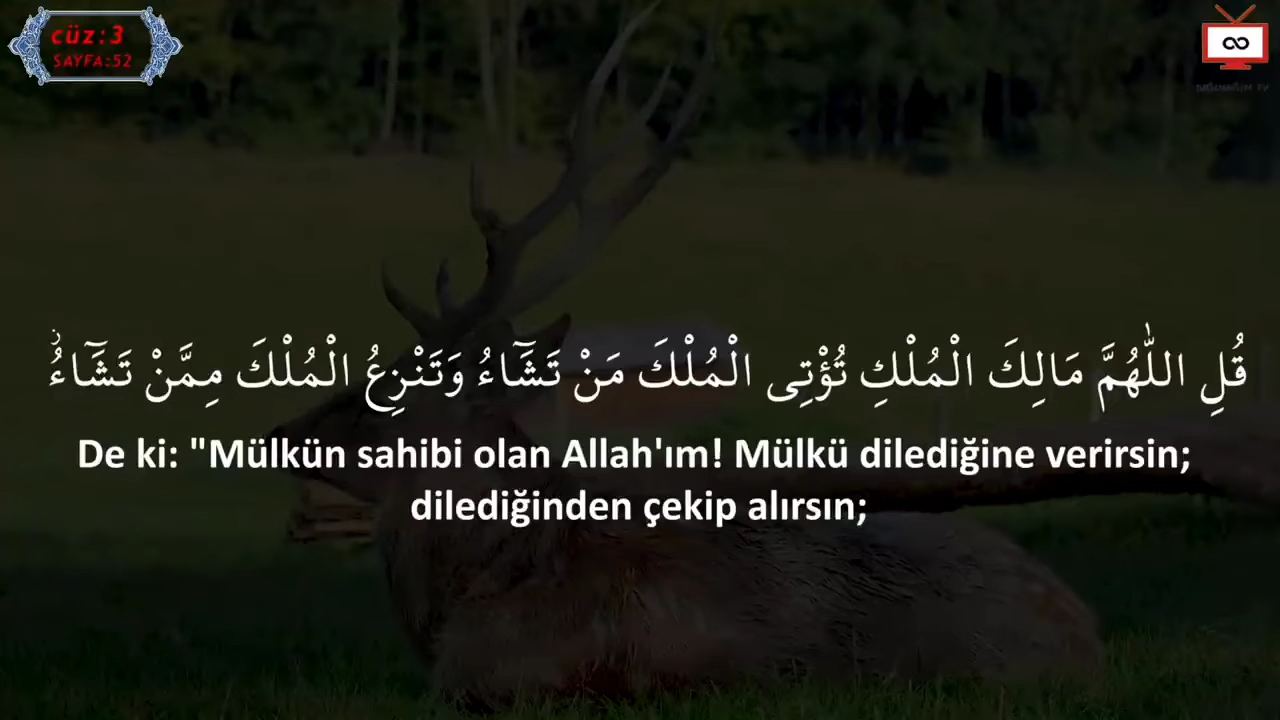 cüz:3
SAYFA:52
قُلِ اللّٰهُمَّ مَالِكَ الْمُلْكِ تُؤْتِى الْمُلْكَ مَنْ تَشَٓاءُ وَتَنْزِعُ الْمُلْكَ مِمَّنْ تَشَٓاءُۘ
De ki: "Mülkün sahibi olan Allah'ım! Mülkü dilediğine verirsin;
dilediğinden çekip alırsın;